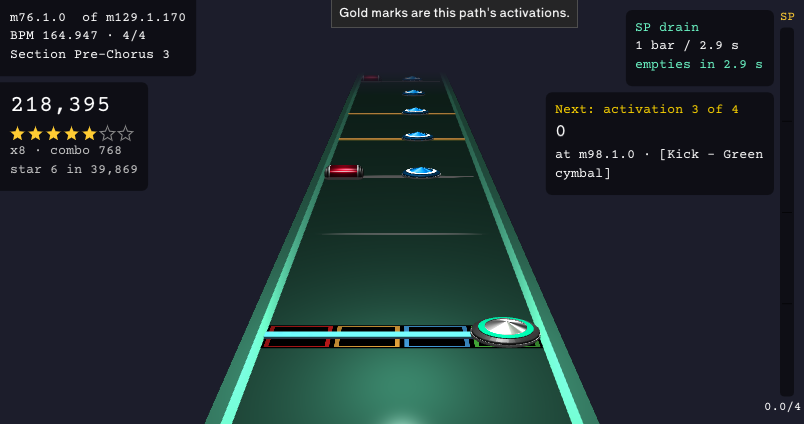 Gold marks are this path's activations.
m76.1.0 of m129.1.170
BPM 164.947 · 4/4
Section Pre-Chorus 3
218,395
x8 · combo 768
star 6 in 39,869
SP drain
1 bar / 2.9 s
empties in 2.9 s
Next: activation 3 of 4
0
at m98.1.0 · [Kick - Green
cymbal]
SP
0.0/4